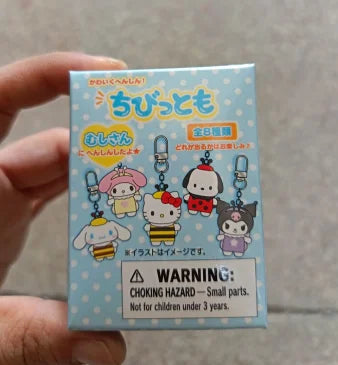 かわいくへんしん!
ちびっとも
むしさん
にへんしんしたよ★
全8種類
どれが当るかはお楽しみ♪
※イラストはイメージです。
⚠ WARNING:
CHOKING HAZARD — Small parts.
Not for children under 3 years.